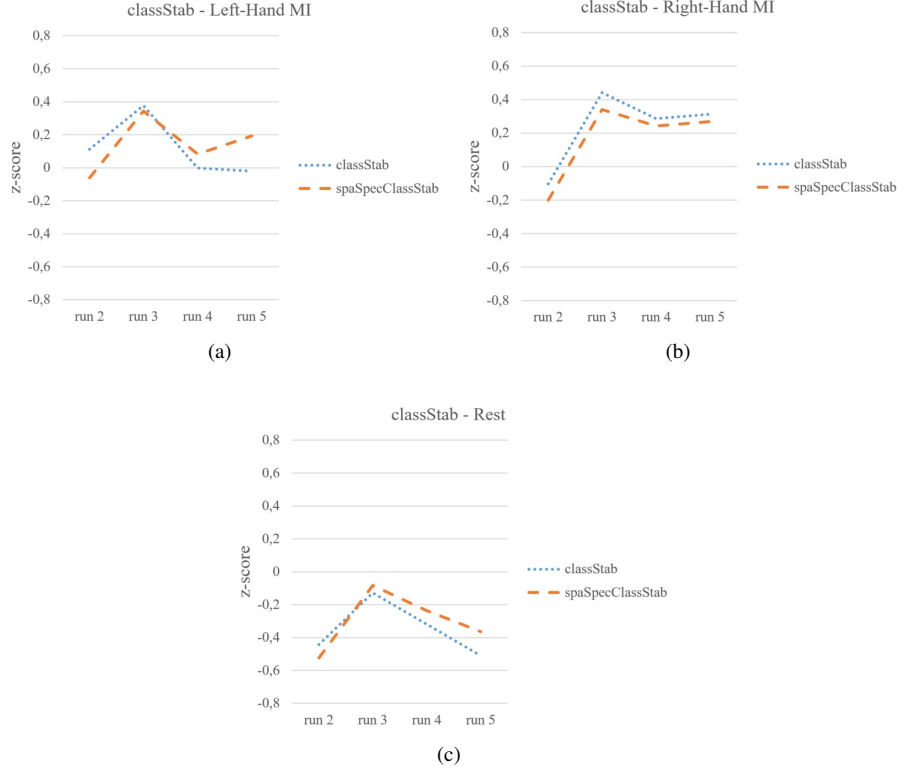 classStab - Left-Hand MI
0,8
0,6
0,4
0,2
0
-0,2
-0,4
-0,6
-0,8
z-score
run 2 run 3 run 4 run 5
classStab
spaSpecClassStab
(a)
classStab - Right-Hand MI
0,8
0,6
0,4
0,2
0
-0,2
-0,4
-0,6
-0,8
z-score
run 2 run 3 run 4 run 5
classStab
spaSpecClassStab
(b)
classStab - Rest
0,8
0,6
0,4
0,2
0
-0,2
-0,4
-0,6
-0,8
z-score
run 2 run 3 run 4 run 5
classStab
spaSpecClassStab
(c)